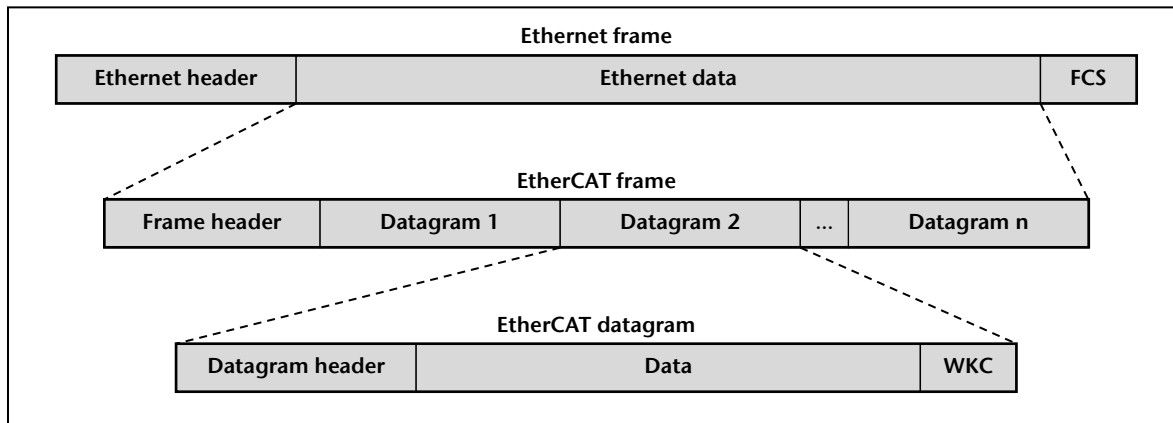 Ethernet frame
Ethernet header Ethernet data FCS
EtherCAT frame
Frame header Datagram 1 Datagram 2 ... Datagram n
EtherCAT datagram
Datagram header Data WKC